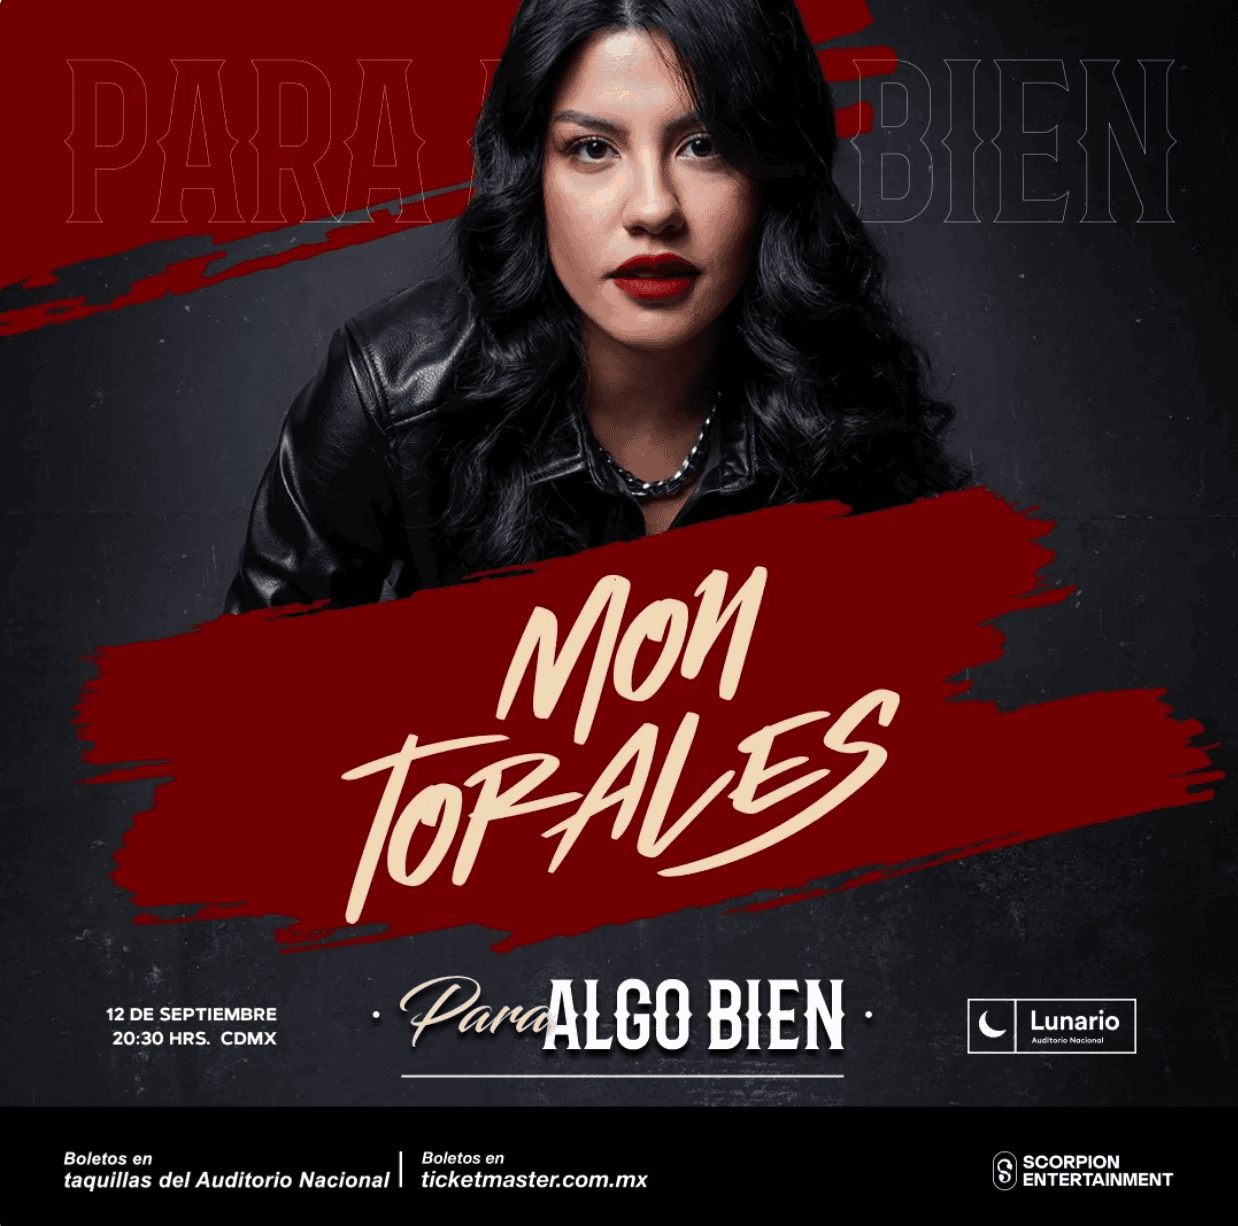 PARA BIEN
MON
TORALES
12 DE SEPTIEMBRE
20:30 HRS. CDMX
· Para ALGO BIEN ·
Lunario
Auditorio Nacional
Boletos en
taquillas del Auditorio Nacional
Boletos en
ticketmaster.com.mx
SCORPION
ENTERTAINMENT